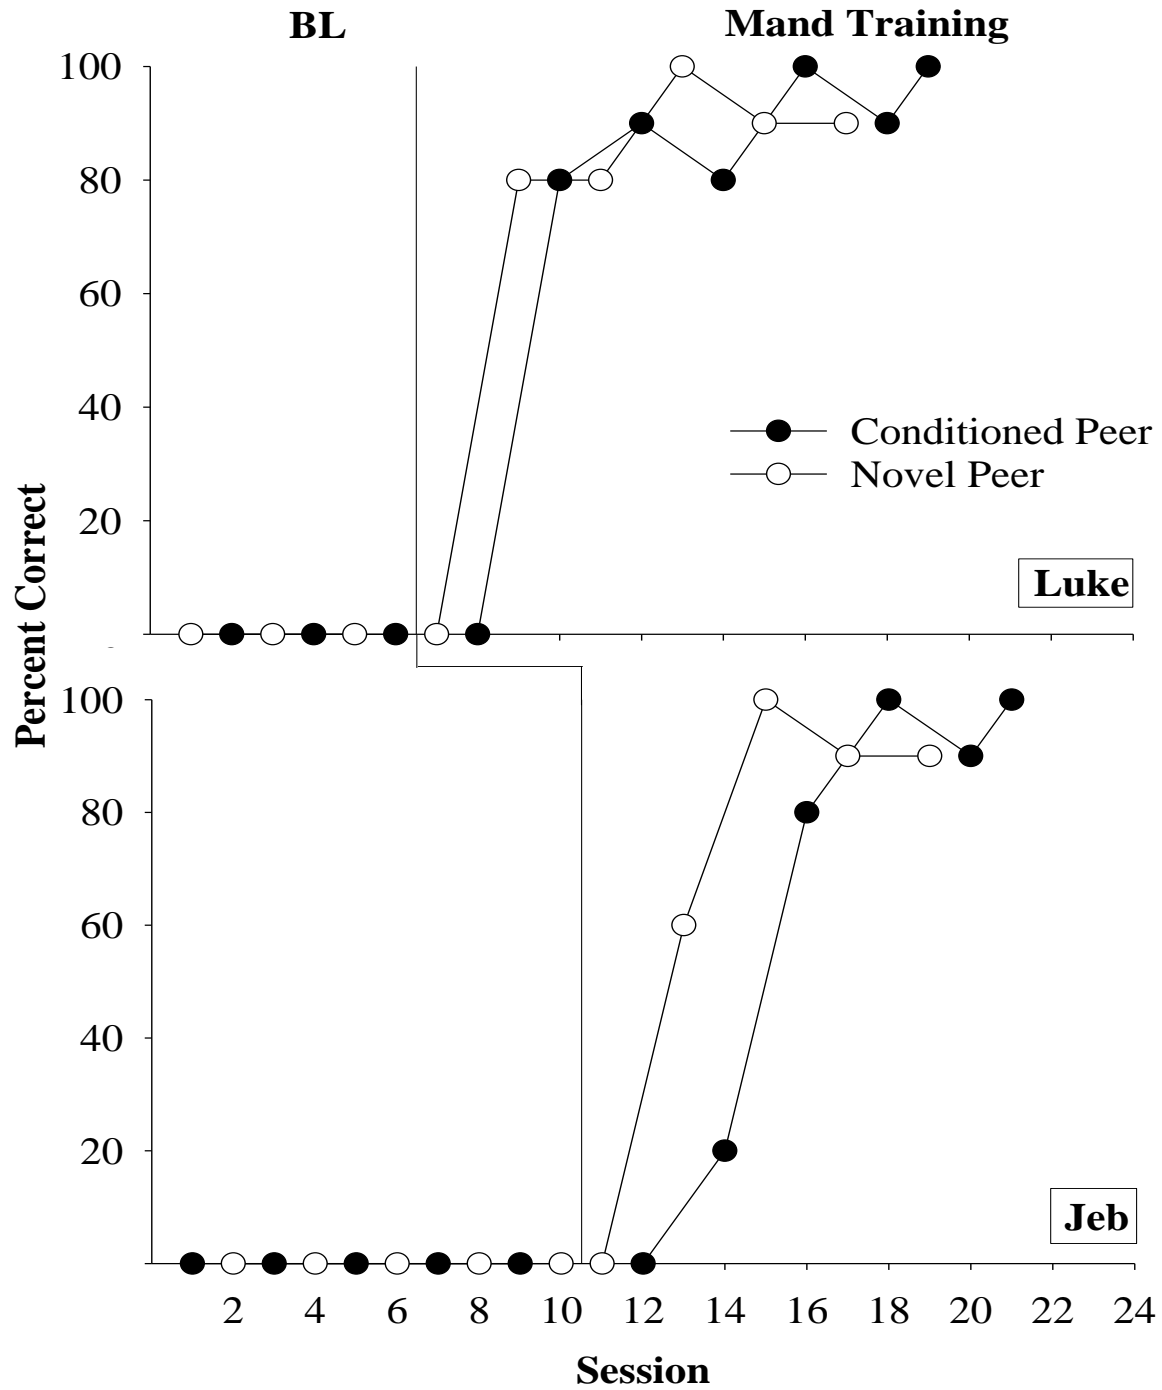 BL
Mand Training
Percent Correct
100
80
60
40
20
Conditioned Peer
Novel Peer
Luke
100
80
60
40
20
Jeb
2 4 6 8 10 12 14 16 18 20 22 24
Session